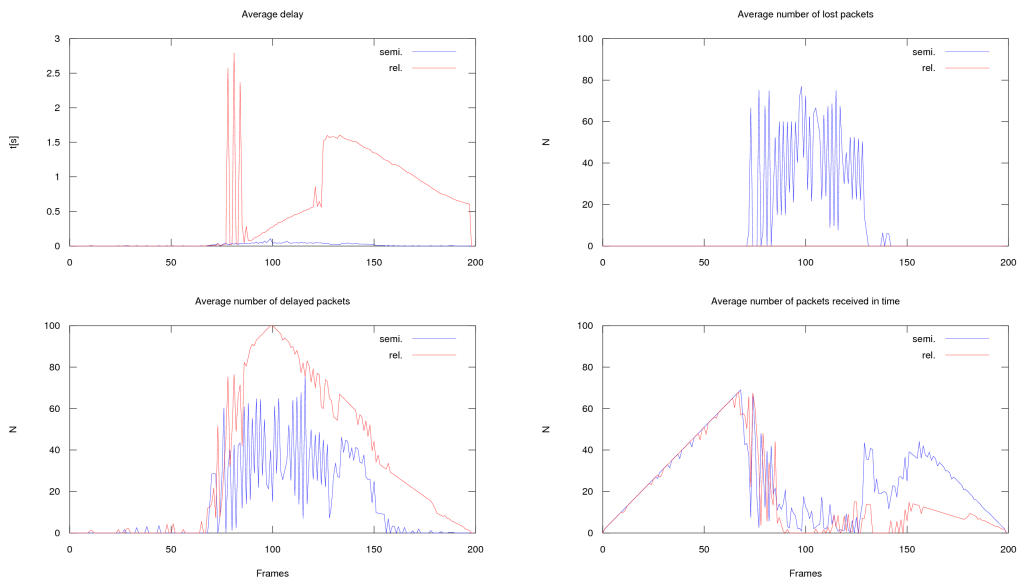 Average delay
3
2.5
2
1.5
1
0.5
0
t[s]
semi.
rel.
0 50 100 150 200
Average number of lost packets
100
80
60
40
20
0
N
semi.
rel.
0 50 100 150 200
Average number of delayed packets
100
80
60
40
20
0
N
semi.
rel.
0 50 100 150 200
Frames
Average number of packets received in time
100
80
60
40
20
0
N
semi.
rel.
0 50 100 150 200
Frames